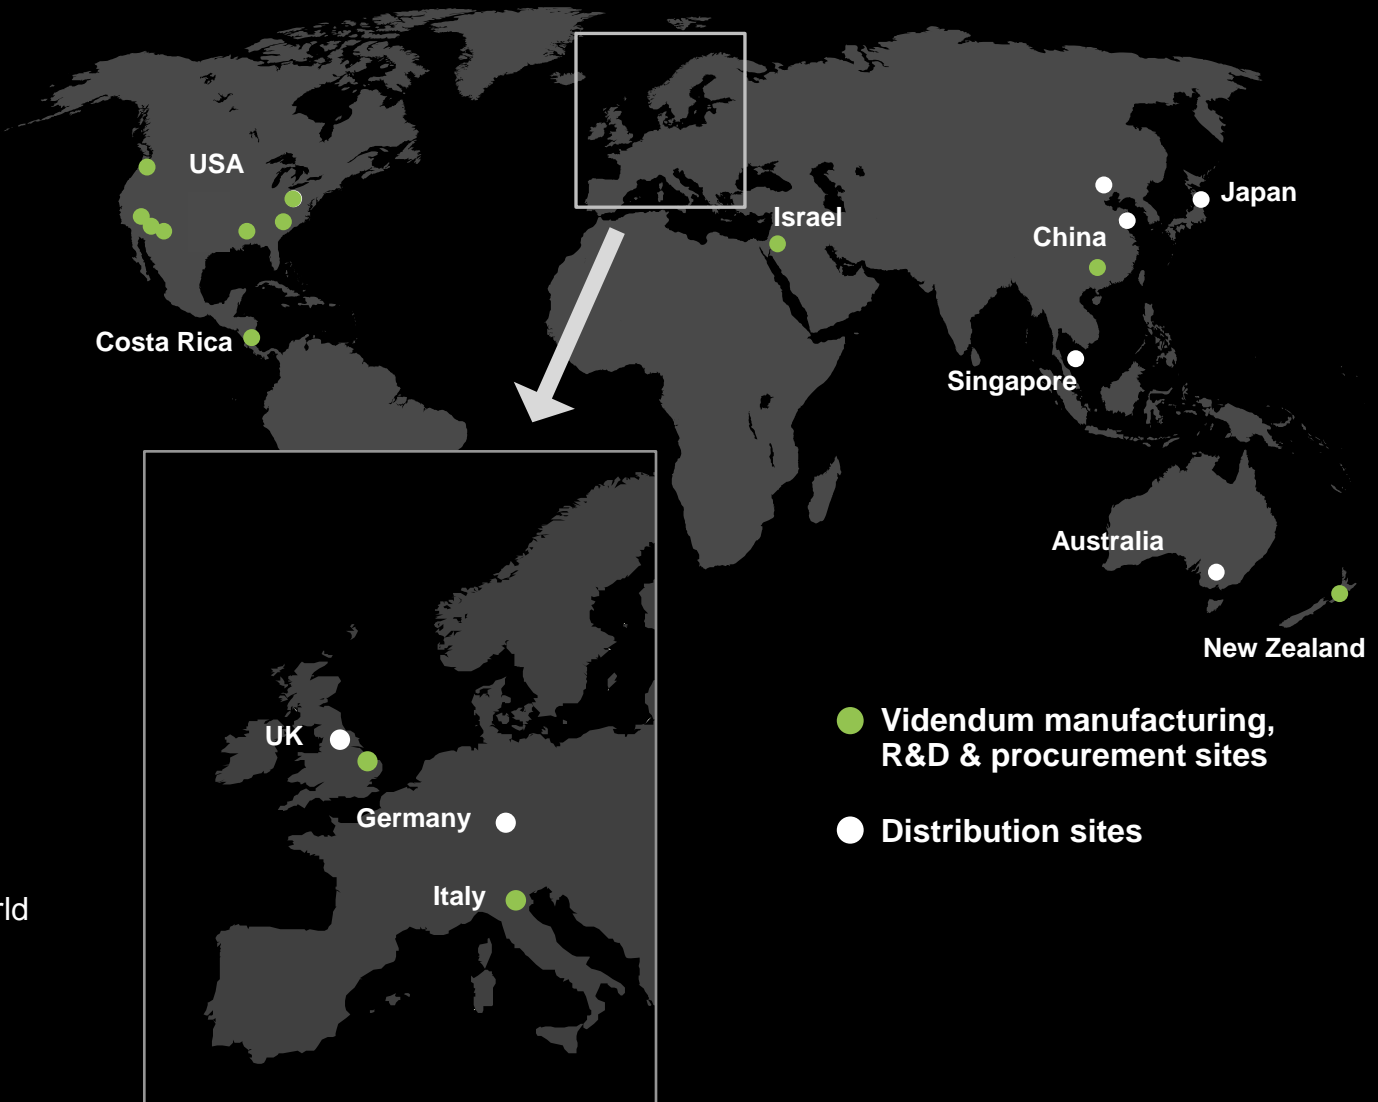 USA
Japan
Israel
China
Costa Rica
Singapore
Australia
New Zealand
Videndum manufacturing,
R&D & procurement sites
UK
Germany
Distribution sites
Italy